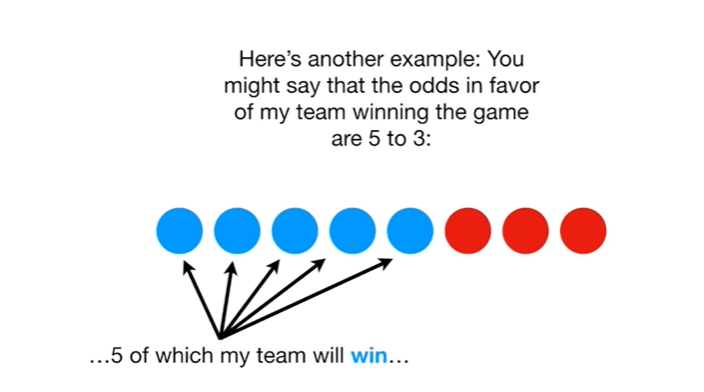 Here's another example: You
might say that the odds in favor
of my team winning the game
are 5 to 3:
…5 of which my team will win…